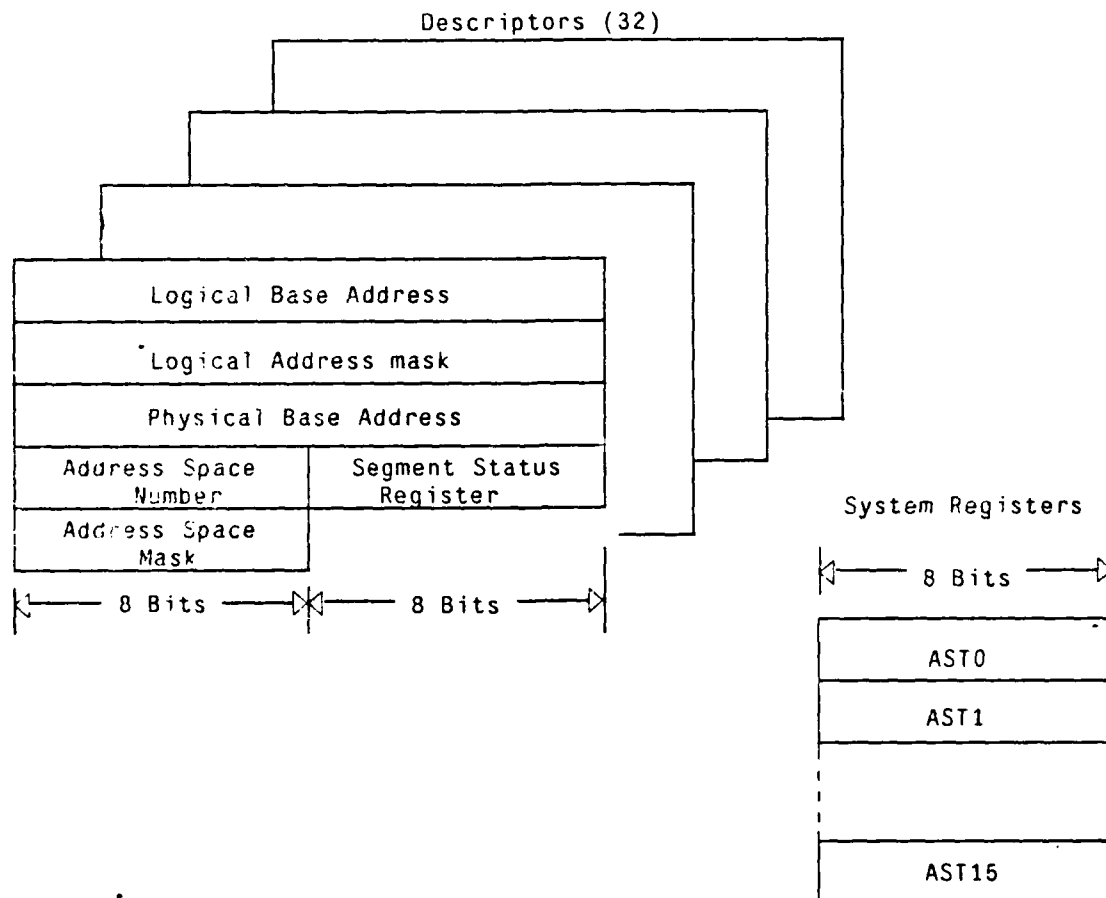 Descriptors (32)
Logical Base Address
Logical Address mask
Physical Base Address
Address Space
Number
Segment Status
Register
Address Space
Mask
8 Bits
8 Bits
System Registers
8 Bits
AST0
AST1
AST15